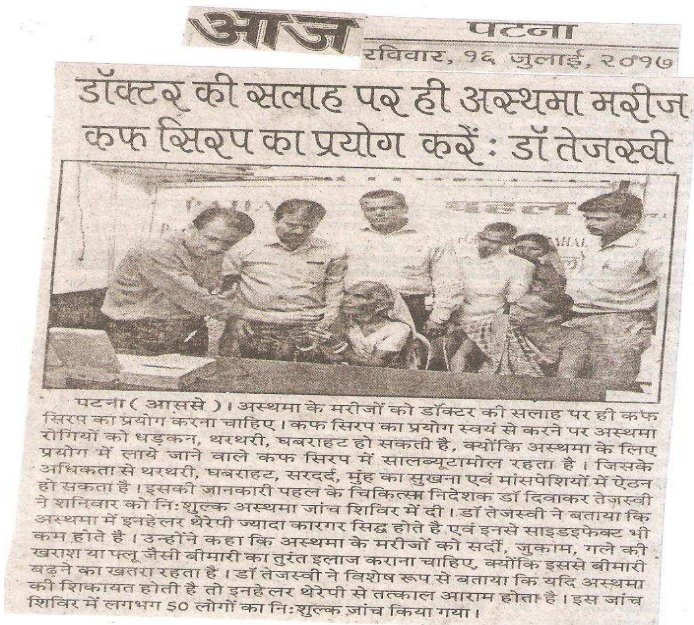 आज
पटना
रविवार, १६ जुलाई, २०१७
डॉक्टर की सलाह पर ही अस्थमा मरीज
कफ सिरप का प्रयोग करें : डॉ तेजस्वी
पटना ( आससे )। अस्थमा के मरीजों को डॉक्टर की सलाह पर ही कफ
सिरप का प्रयोग करना चाहिए। कफ सिरप का प्रयोग स्वयं से करने पर अस्थमा
रोगियों को धड़कन, थरथरी, घबराहट हो सकती है, क्योंकि अस्थमा के लिए
प्रयोग में लाये जाने वाले कफ सिरप में सालब्यूटामोल रहता है। जिसके
अधिकता से थरथरी, घबराहट, सरदर्द, मुंह का सुखना एवं मांसपेशियों में ऐठन
हो सकता है। इसकी जानकारी पहल के चिकित्सा निदेशक डॉ दिवाकर तेजस्वी
ने शनिवार को निःशुल्क अस्थमा जांच शिविर में दी। डॉ तेजस्वी ने बताया कि
अस्थमा में इनहेलर थेरेपी ज्यादा कारगर सिद्ध होते है एवं इनसे साइडइफेक्ट भी
कम होता है। उन्होंने कहा कि अस्थमा के मरीजों को सर्दी, जुकाम, गले की
खराश या फ्लू जैसी बीमारी का तुरंत इलाज कराना चाहिए, क्योंकि इससे बीमारी
बढ़ने का खतरा रहता है। डॉ तेजस्वी ने विशेष रूप से बताया कि यदि अस्थमा
की शिकायत होती है तो इनहेलर थेरेपी से तत्काल आराम होता है। इस जांच
शिविर में लगभग 50 लोगों का निःशुल्क जांच किया गया।